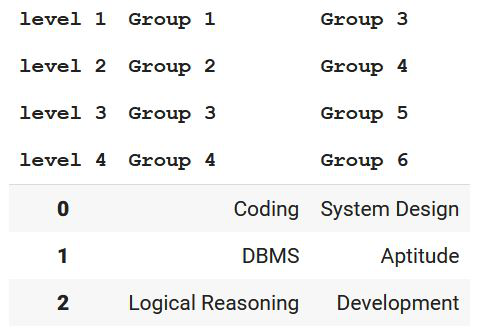 level 1 Group 1 Group 3
level 2 Group 2 Group 4
level 3 Group 3 Group 5
level 4 Group 4 Group 6
0 Coding System Design
1 DBMS Aptitude
2 Logical Reasoning Development